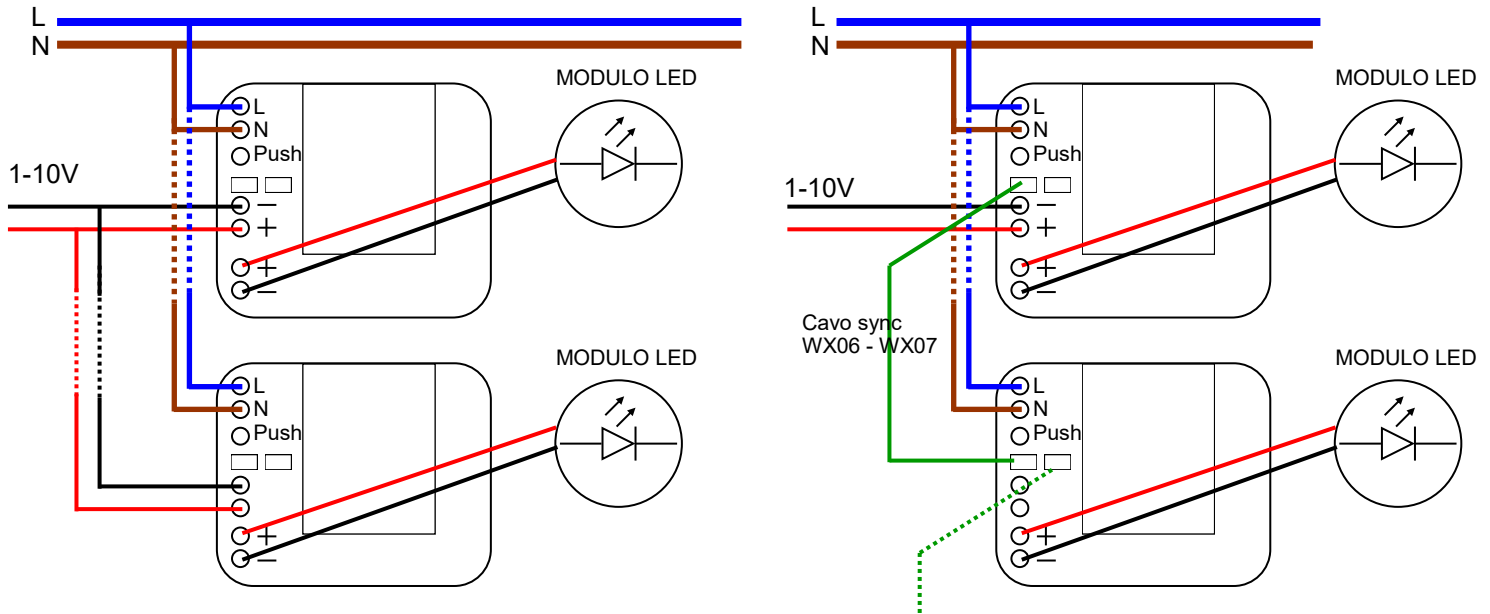 L
N
MODULO LED
L
N
Push
1-10V
−
+
+
−
MODULO LED
L
N
Push
+
−
L
N
MODULO LED
L
N
Push
1-10V
−
+
+
−
Cavo sync
WX06 - WX07
MODULO LED
L
N
Push
+
−